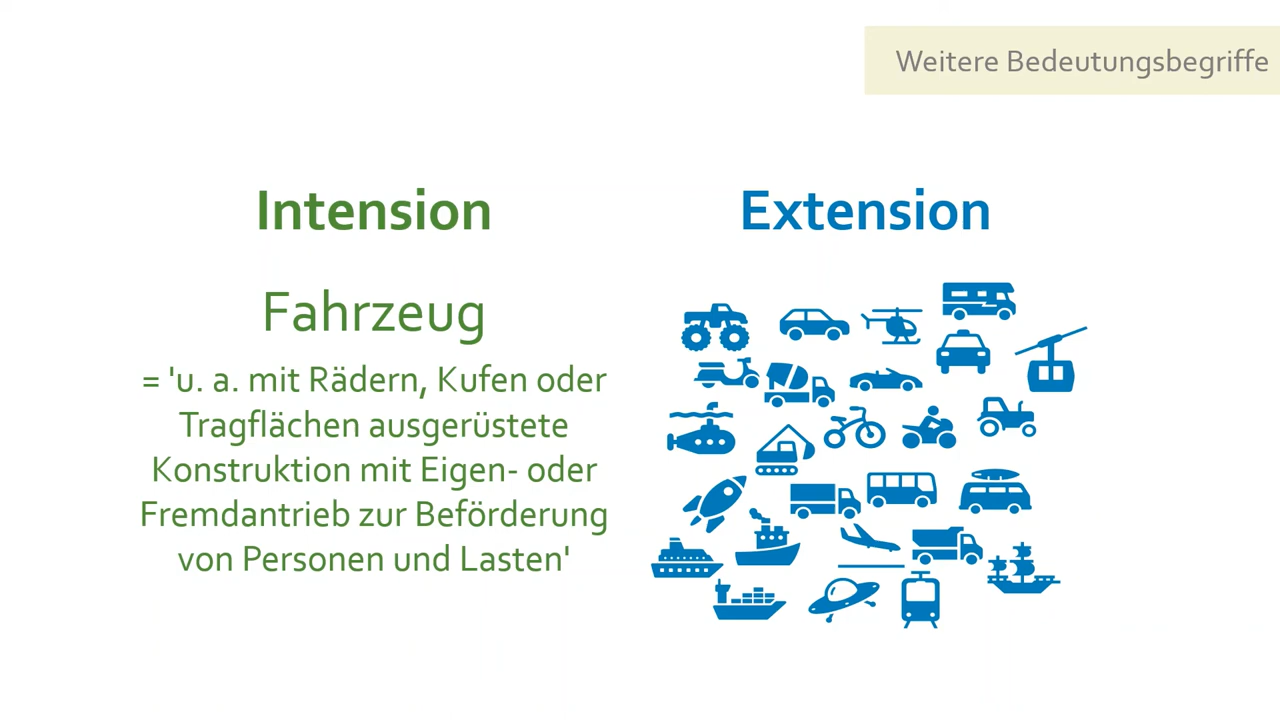 Weitere Bedeutungsbegriffe
Intension
Fahrzeug
= 'u. a. mit Rädern, Kufen oder
Tragflächen ausgerüstete
Konstruktion mit Eigen- oder
Fremdantrieb zur Beförderung
von Personen und Lasten'
Extension